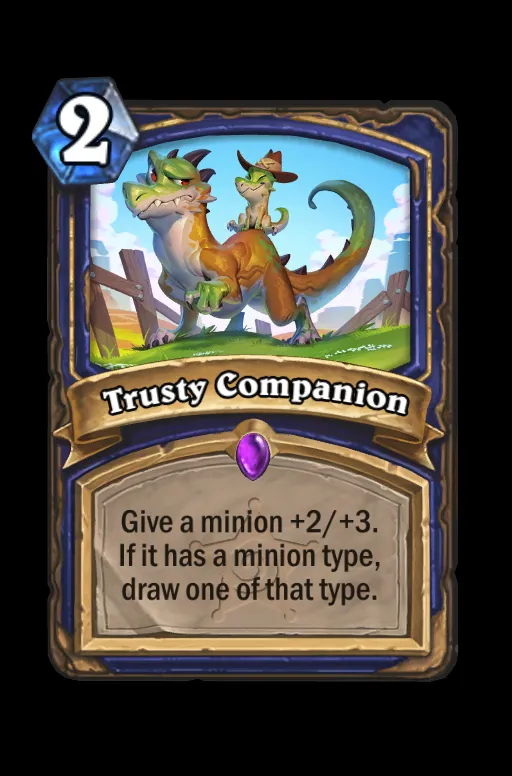 2
Trusty Companion
Give a minion +2/+3.
If it has a minion type,
draw one of that type.